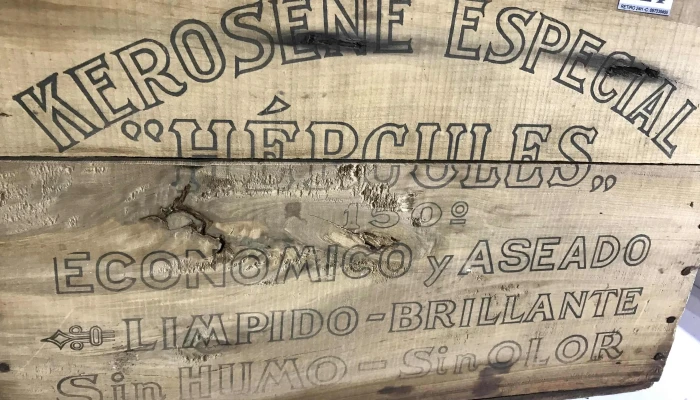 KEROSENE ESPECIAL
"HÉRCULES"
150º
ECONOMICO y ASEADO
LIMPIDO-BRILLANTE
Sin HUMO - Sin OLOR